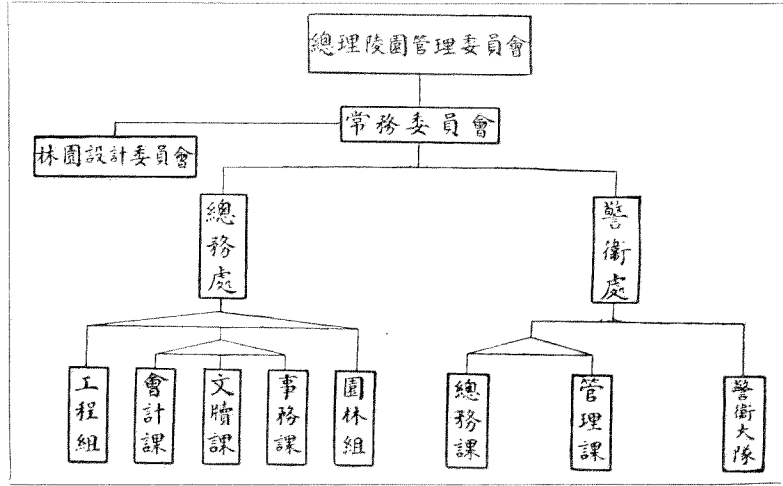 總理陵園管理委員會
常務委員會
林園設計委員會
總務處
警衛處
工程組
會計課
文牘課
事務課
園林組
總務課
管理課
警衛大隊